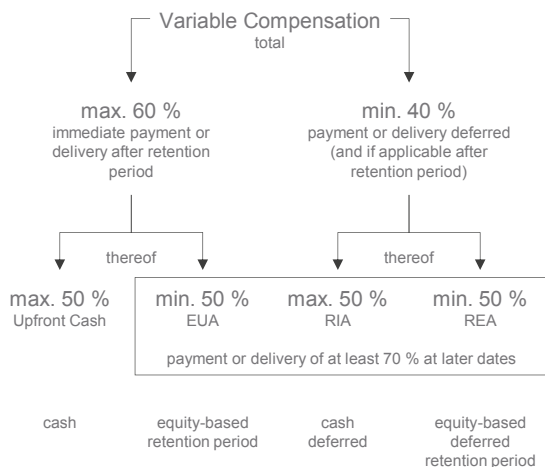 Variable Compensation
total
max. 60 %
immediate payment or
delivery after retention
period
min. 40 %
payment or delivery deferred
(and if applicable after
retention period)
thereof
thereof
max. 50 %
Upfront Cash
min. 50 %
EUA
max. 50 %
RIA
min. 50 %
REA
payment or delivery of at least 70 % at later dates
cash
equity-based
retention period
cash
deferred
equity-based
deferred
retention period